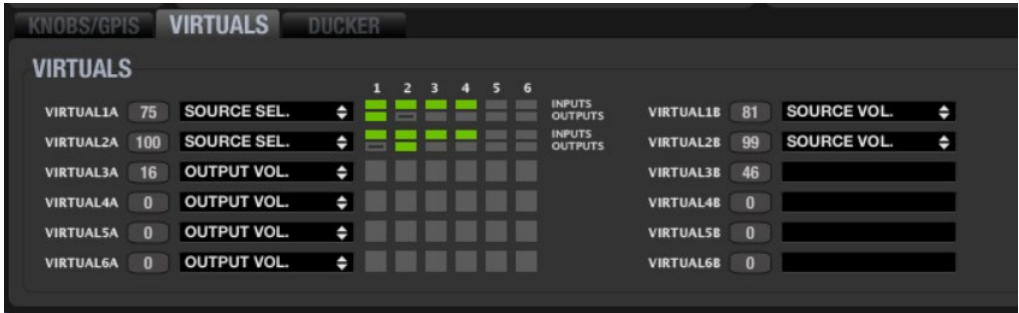 KNOBS/GPIS VIRTUALS DUCKER
VIRTUALS
1 2 3 4 5 6
VIRTUAL1A 75 SOURCE SEL. INPUTS OUTPUTS VIRTUAL1B 81 SOURCE VOL.
VIRTUAL2A 100 SOURCE SEL. INPUTS OUTPUTS VIRTUAL2B 99 SOURCE VOL.
VIRTUAL3A 16 OUTPUT VOL. VIRTUAL3B 46
VIRTUAL4A 0 OUTPUT VOL. VIRTUAL4B 0
VIRTUAL5A 0 OUTPUT VOL. VIRTUAL5B 0
VIRTUAL6A 0 OUTPUT VOL. VIRTUAL6B 0